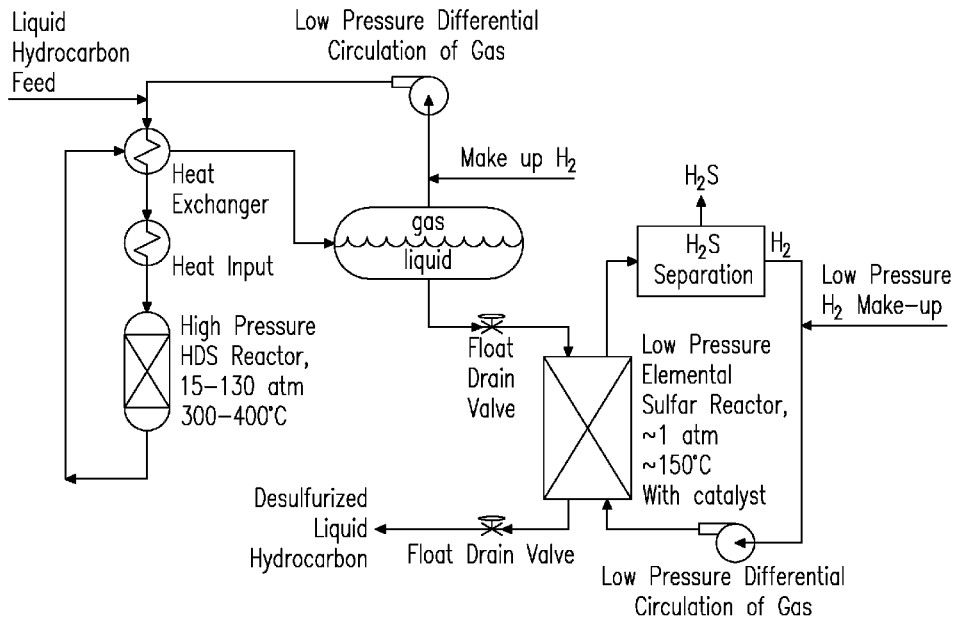 Liquid
Hydrocarbon
Feed
Low Pressure Differential
Circulation of Gas
Make up H₂
Heat
Exchanger
Heat Input
gas
liquid
H₂S
H₂S
Separation
H₂
Low Pressure
H₂ Make-up
High Pressure
HDS Reactor,
15-130 atm
300-400°C
Float
Drain
Valve
Low Pressure
Elemental
Sulfar Reactor,
~1 atm
~150°C
With catalyst
Desulfurized
Liquid
Hydrocarbon
Float Drain Valve
Low Pressure Differential
Circulation of Gas